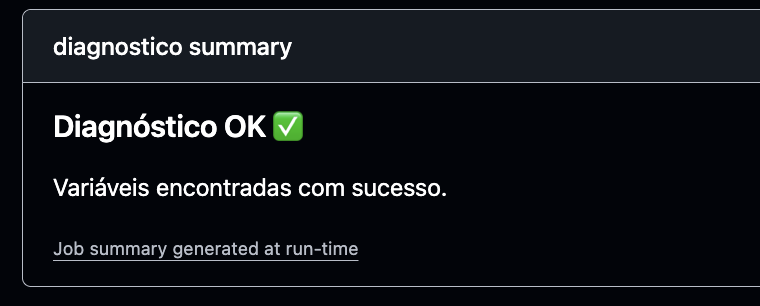 diagnostico summary
Diagnóstico OK ✅
Variáveis encontradas com sucesso.
Job summary generated at run-time